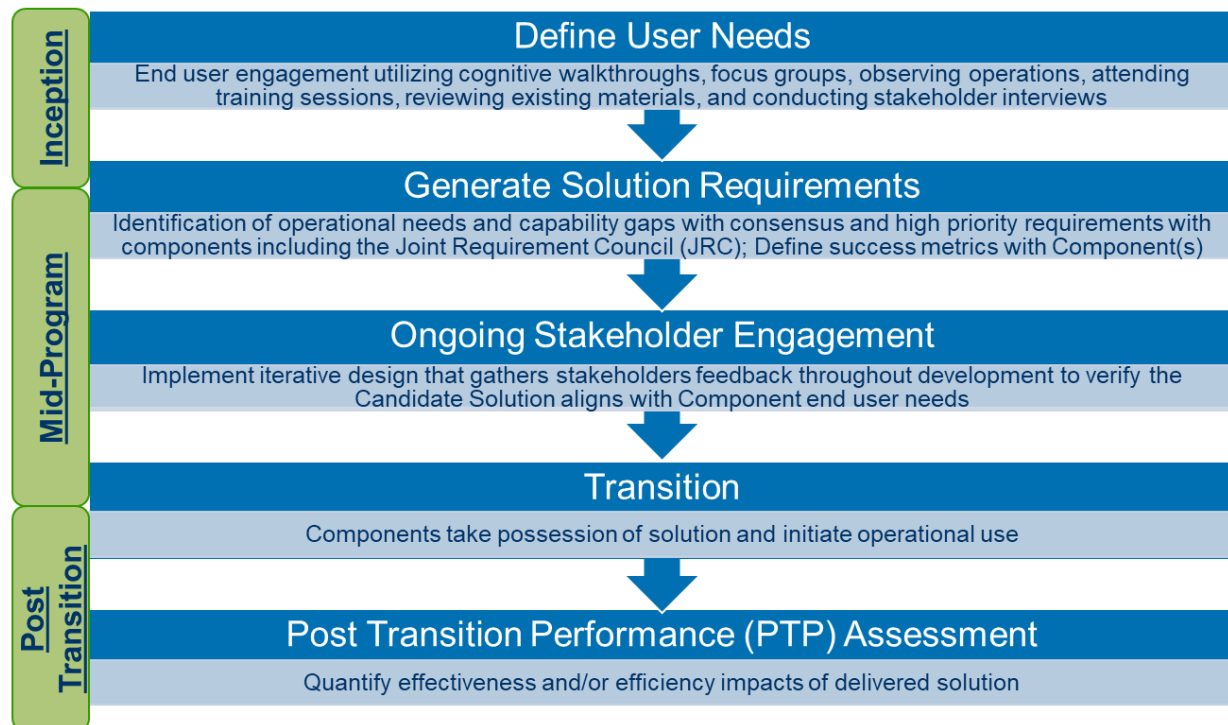 Inception
Define User Needs
End user engagement utilizing cognitive walkthroughs, focus groups, observing operations, attending
training sessions, reviewing existing materials, and conducting stakeholder interviews
Mid-Program
Generate Solution Requirements
Identification of operational needs and capability gaps with consensus and high priority requirements with
components including the Joint Requirement Council (JRC); Define success metrics with Component(s)
Ongoing Stakeholder Engagement
Implement iterative design that gathers stakeholders feedback throughout development to verify the
Candidate Solution aligns with Component end user needs
Transition
Post
Transition
Components take possession of solution and initiate operational use
Post Transition Performance (PTP) Assessment
Quantify effectiveness and/or efficiency impacts of delivered solution